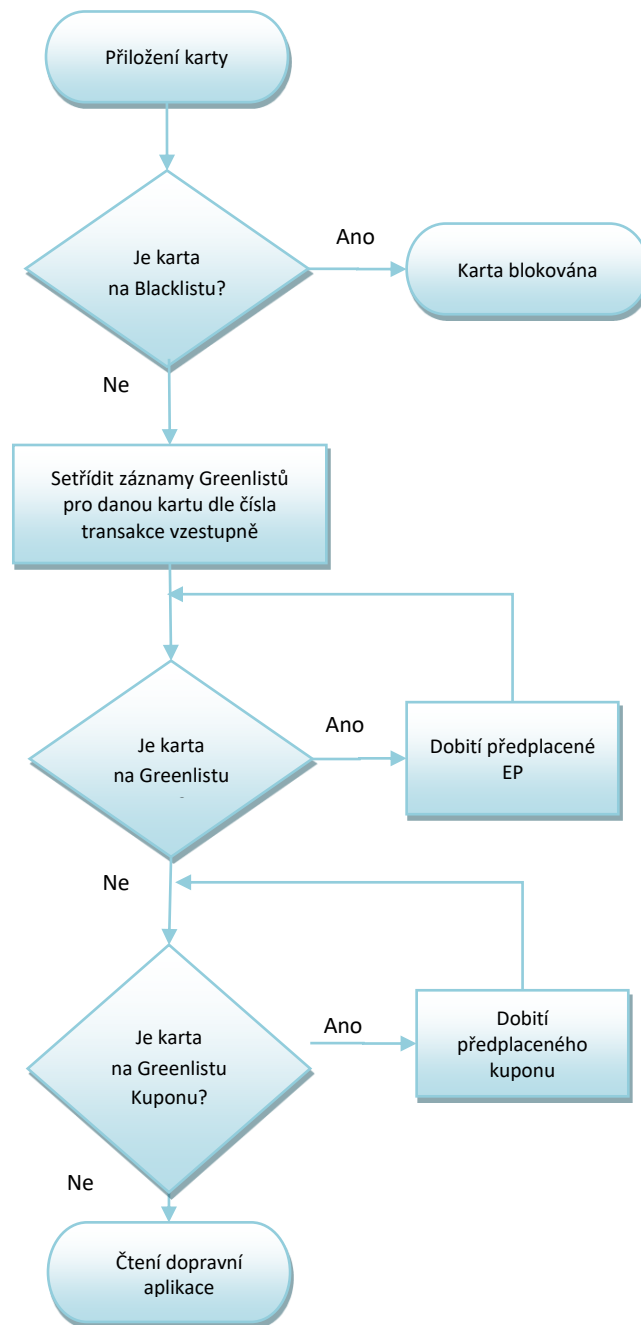 Přiložení karty
Ano
Je karta
na Blacklistu?
Karta blokována
Ne
Setřídit záznamy Greenlistů
pro danou kartu dle čísla
transakce vzestupně
Ano
Je karta
na Greenlistu
Dobití předplacené
EP
Ne
Ano
Je karta
na Greenlistu
Kuponu?
Dobití
předplaceného
kuponu
Ne
Čtení dopravní
aplikace